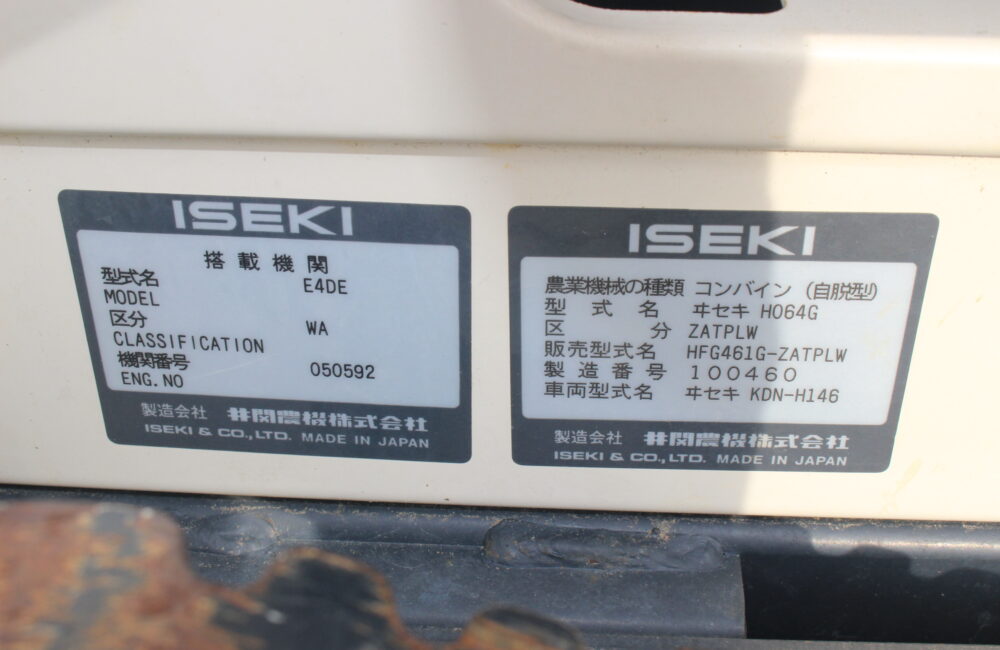 ISEKI
搭載機関
型式名 E4DE
MODEL
区分 WA
CLASSIFICATION
機関番号 050592
ENG.NO
製造会社 井関農機株式会社
ISEKI & CO.,LTD. MADE IN JAPAN
ISEKI
農業機械の種類 コンバイン (自脱型)
型式名 ヰセキ HO64G
区分 ZATPLW
販売型式名 HFG461G-ZATPLW
製造番号 100460
車両型式名 ヰセキ KDN-H146
製造会社 井関農機株式会社
ISEKI & CO.,LTD. MADE IN JAPAN